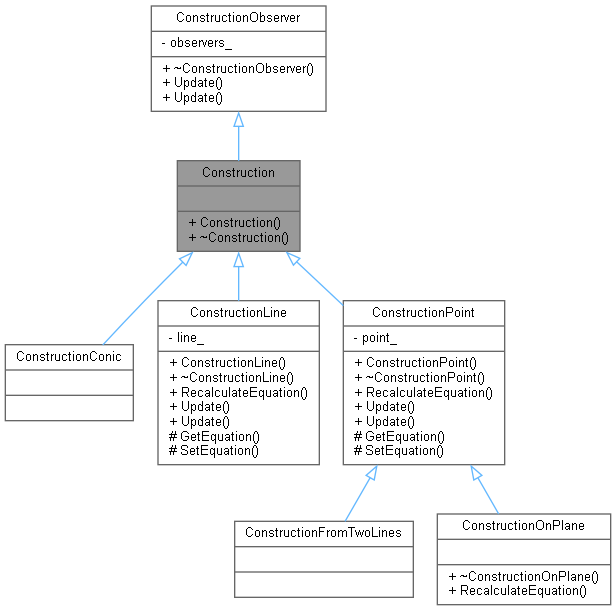 ConstructionObserver
- observers_
+ ~ConstructionObserver()
+ Update()
+ Update()
Construction
+ Construction()
+ ~Construction()
ConstructionConic
ConstructionLine
- line_
+ ConstructionLine()
+ ~ConstructionLine()
+ RecalculateEquation()
+ Update()
+ Update()
# GetEquation()
# SetEquation()
ConstructionPoint
- point_
+ ConstructionPoint()
+ ~ConstructionPoint()
+ RecalculateEquation()
+ Update()
+ Update()
# GetEquation()
# SetEquation()
ConstructionFromTwoLines
ConstructionOnPlane
+ ~ConstructionOnPlane()
+ RecalculateEquation()